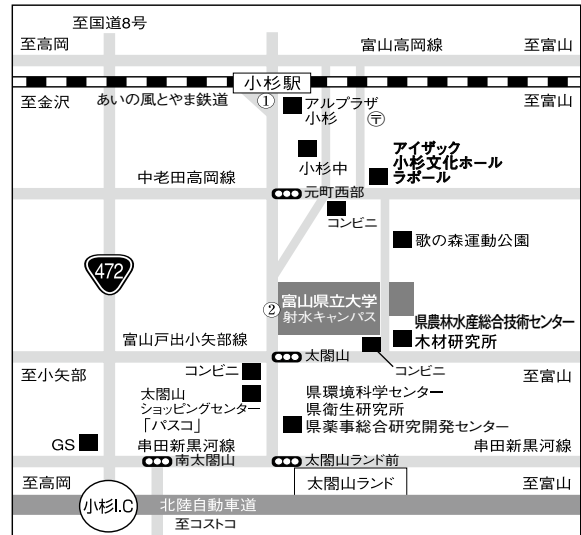 至国道8号
至高岡
富山高岡線
至富山
小杉駅
至金沢
あいの風とやま鉄道
①
至富山
アルプラザ
小杉
〒
小杉中
アイザック
小杉文化ホール
ラポール
中老田高岡線
元町西部
コンビニ
歌の森運動公園
472
②
富山県立大学
射水キャンパス
県農林水産総合技術センター
木材研究所
富山戸出小矢部線
太閤山
コンビニ
至小矢部
コンビニ
至富山
太閤山
ショッピングセンター
「パスコ」
県環境科学センター
県衛生研究所
県薬事総合研究開発センター
GS
串田新黒河線
串田新黒河線
南太閤山
太閤山ランド前
至高岡
太閤山ランド
至富山
小杉I.C
北陸自動車道
至コストコ